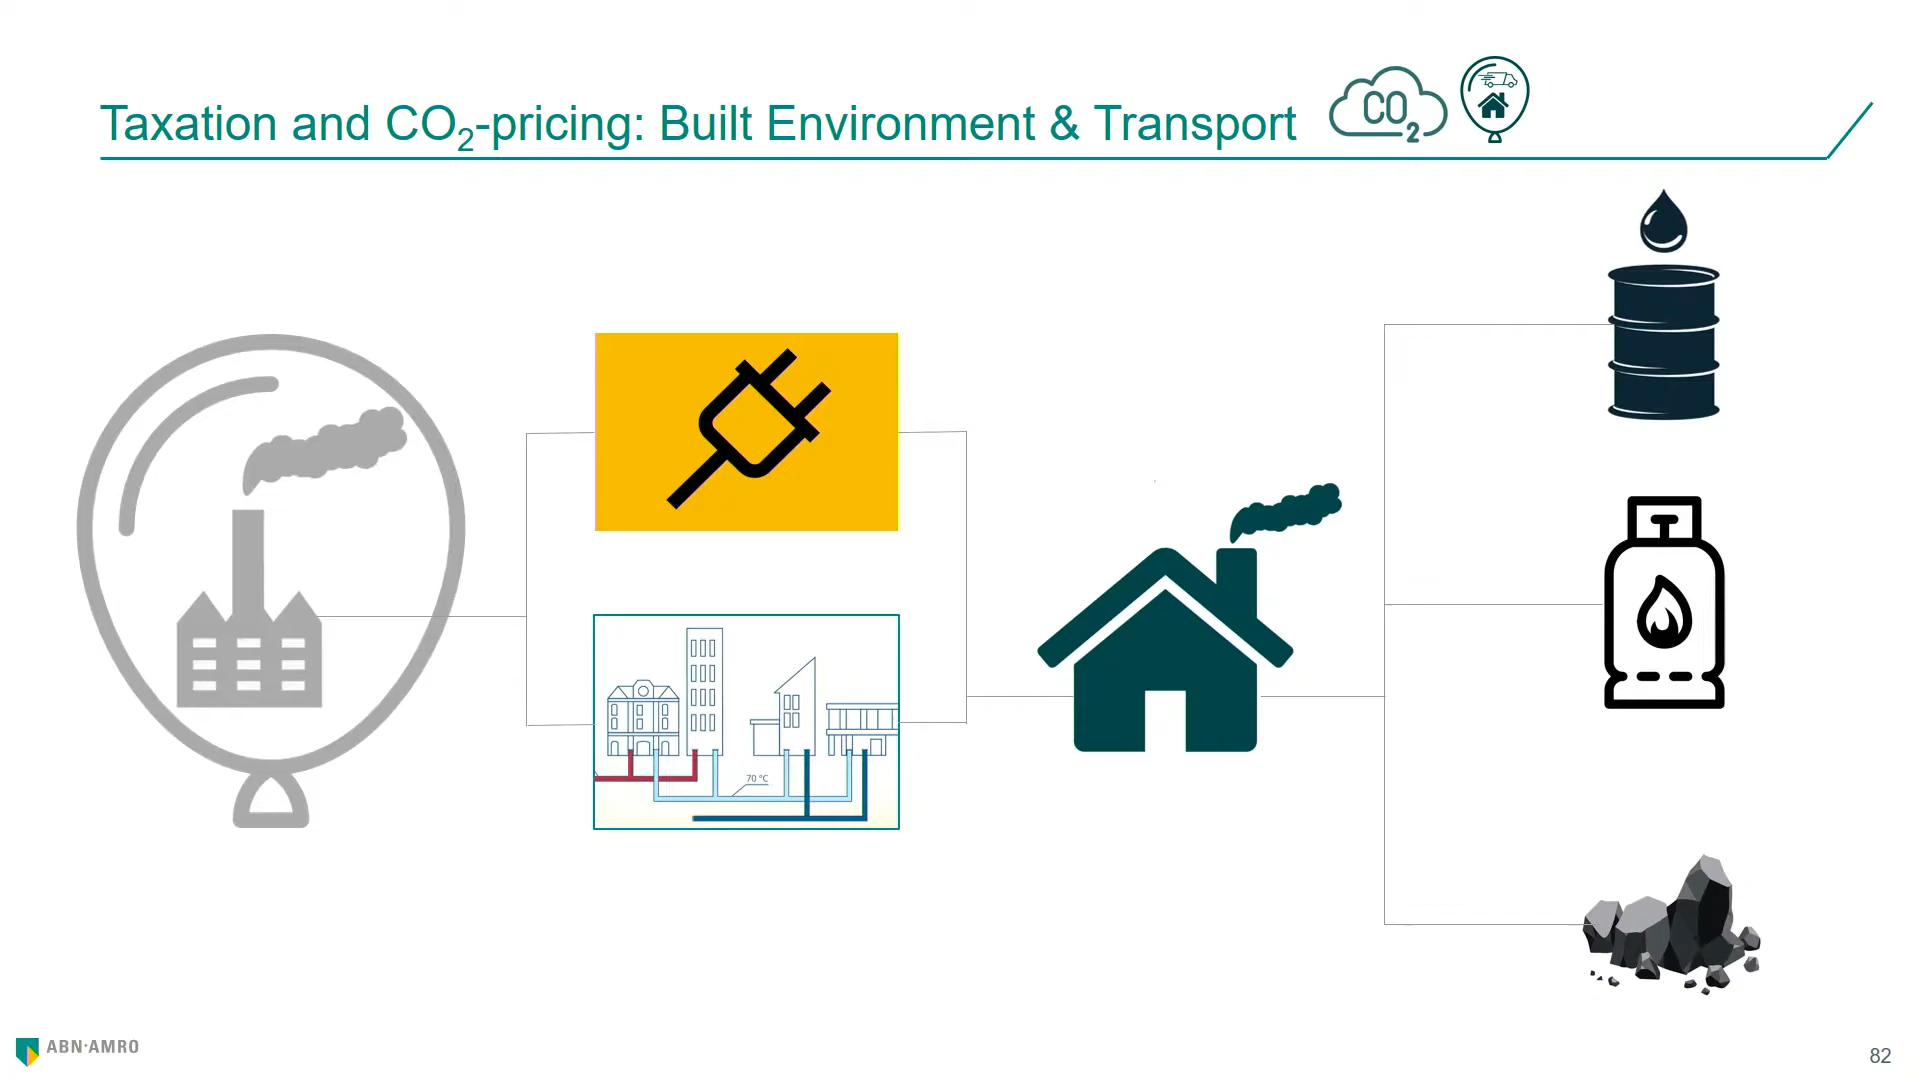 Taxation and CO₂-pricing: Built Environment & Transport
CO₂
70 °C
ABN·AMRO
82